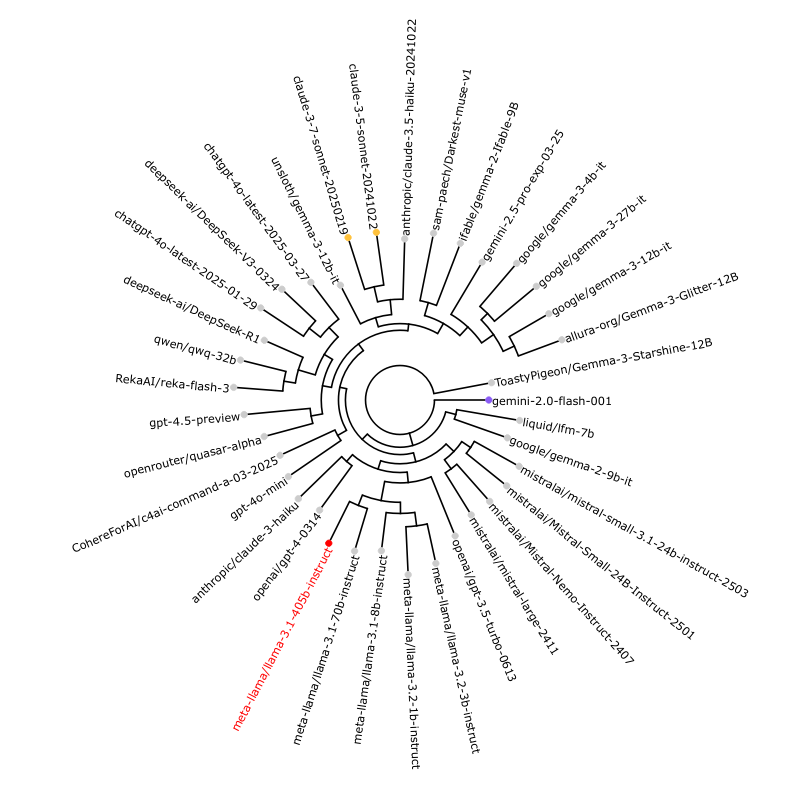 anthropic/claude-3.5-haiku-20241022
sam-paech/Darkest-muse-v1
ifable/gemma-2-Ifable-9B
gemini-2.5-pro-exp-03-25
google/gemma-3-4b-it
google/gemma-3-27b-it
google/gemma-3-12b-it
allura-org/Gemma-3-Glitter-12B
ToastyPigeon/Gemma-3-Starshine-12B
gemini-2.0-flash-001
liquid/lfm-7b
google/gemma-2-9b-it
mistralai/mistral-small-3.1-24b-instruct-2503
mistralai/Mistral-Small-24B-Instruct-2501
mistralai/Mistral-Nemo-Instruct-2407
mistralai/mistral-large-2411
openai/gpt-3.5-turbo-0613
meta-llama/llama-3.2-3b-instruct
meta-llama/llama-3.2-1b-instruct
meta-llama/llama-3.1-8b-instruct
meta-llama/llama-3.1-70b-instruct
meta-llama/llama-3.1-405b-instruct
openai/gpt-4-0314
anthropic/claude-3-haiku
gpt-4o-mini
CohereForAI/c4ai-command-a-03-2025
openrouter/quasar-alpha
gpt-4.5-preview
RekaAI/reka-flash-3
qwen/qwq-32b
deepseek-ai/DeepSeek-R1
chatgpt-4o-latest-2025-01-29
deepseek-ai/DeepSeek-V3-0324
chatgpt-4o-latest-2025-03-27
unsloth/gemma-3-12b-it
claude-3-7-sonnet-20250219
claude-3-5-sonnet-20241022